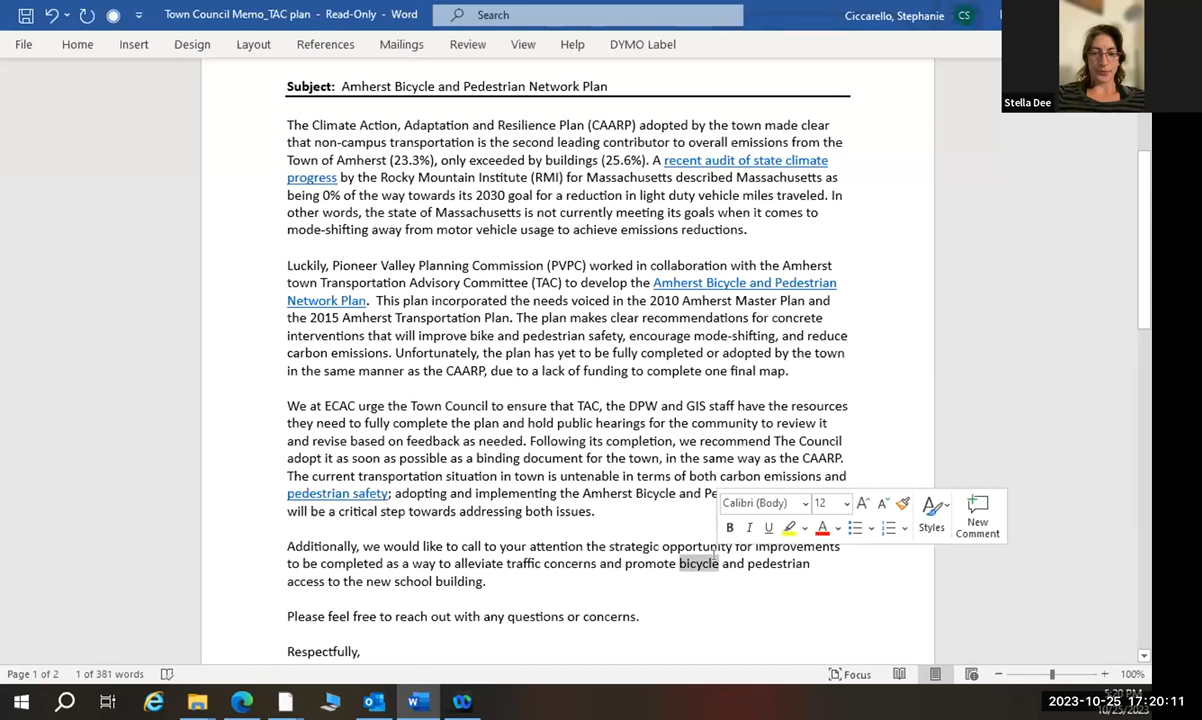 Town Council Memo_TAC plan - Read-Only - Word
Search
Ciccarello, Stephanie
CS
File Home Insert Design Layout References Mailings Review View Help DYMO Label
Stella Dee
Subject: Amherst Bicycle and Pedestrian Network Plan
The Climate Action, Adaptation and Resilience Plan (CAARP) adopted by the town made clear
that non-campus transportation is the second leading contributor to overall emissions from the
Town of Amherst (23.3%), only exceeded by buildings (25.6%). A recent audit of state climate
progress by the Rocky Mountain Institute (RMI) for Massachusetts described Massachusetts as
being 0% of the way towards its 2030 goal for a reduction in light duty vehicle miles traveled. In
other words, the state of Massachusetts is not currently meeting its goals when it comes to
mode-shifting away from motor vehicle usage to achieve emissions reductions.
Luckily, Pioneer Valley Planning Commission (PVPC) worked in collaboration with the Amherst
town Transportation Advisory Committee (TAC) to develop the Amherst Bicycle and Pedestrian
Network Plan. This plan incorporated the needs voiced in the 2010 Amherst Master Plan and
the 2015 Amherst Transportation Plan. The plan makes clear recommendations for concrete
interventions that will improve bike and pedestrian safety, encourage mode-shifting, and reduce
carbon emissions. Unfortunately, the plan has yet to be fully completed or adopted by the town
in the same manner as the CAARP, due to a lack of funding to complete one final map.
We at ECAC urge the Town Council to ensure that TAC, the DPW and GIS staff have the resources
they need to fully complete the plan and hold public hearings for the community to review it
and revise based on feedback as needed. Following its completion, we recommend The Council
adopt it as soon as possible as a binding document for the town, in the same way as the CAARP.
The current transportation situation in town is untenable in terms of both carbon emissions and
pedestrian safety; adopting and implementing the Amherst Bicycle and Pe
will be a critical step towards addressing both issues.
Calibri (Body) 12
B I U A
Styles
New
Comment
Additionally, we would like to call to your attention the strategic opportunity for improvements
to be completed as a way to alleviate traffic concerns and promote bicycle and pedestrian
access to the new school building.
Please feel free to reach out with any questions or concerns.
Respectfully,
Page 1 of 2 1 of 381 words
Focus
100%
5:20 PM
10/25/2023
2023-10-25 17:20:11